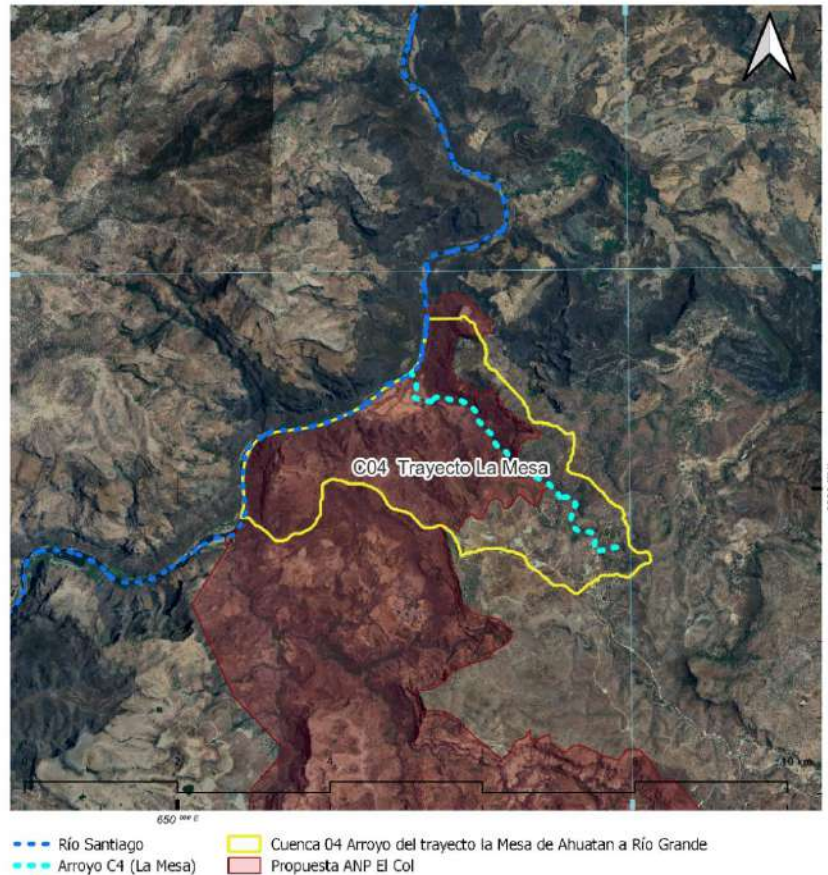 C04 Trayecto La Mesa
10 km
650 ⁰⁰⁰ E
Río Santiago
Cuenca 04 Arroyo del trayecto la Mesa de Ahuatan a Río Grande
Arroyo C4 (La Mesa)
Propuesta ANP El Col